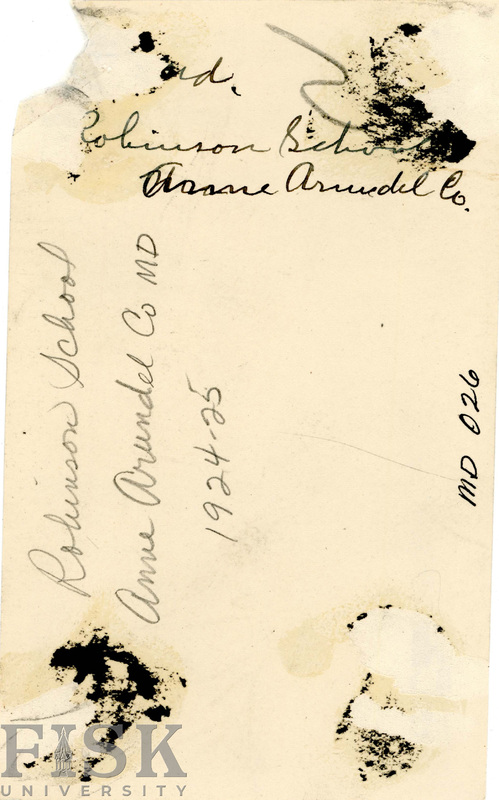 Robinson School
Anne Arundel Co.
Robinson School
Anne Arundel Co MD
1924-25
MD 026
FISK
UNIVERSITY